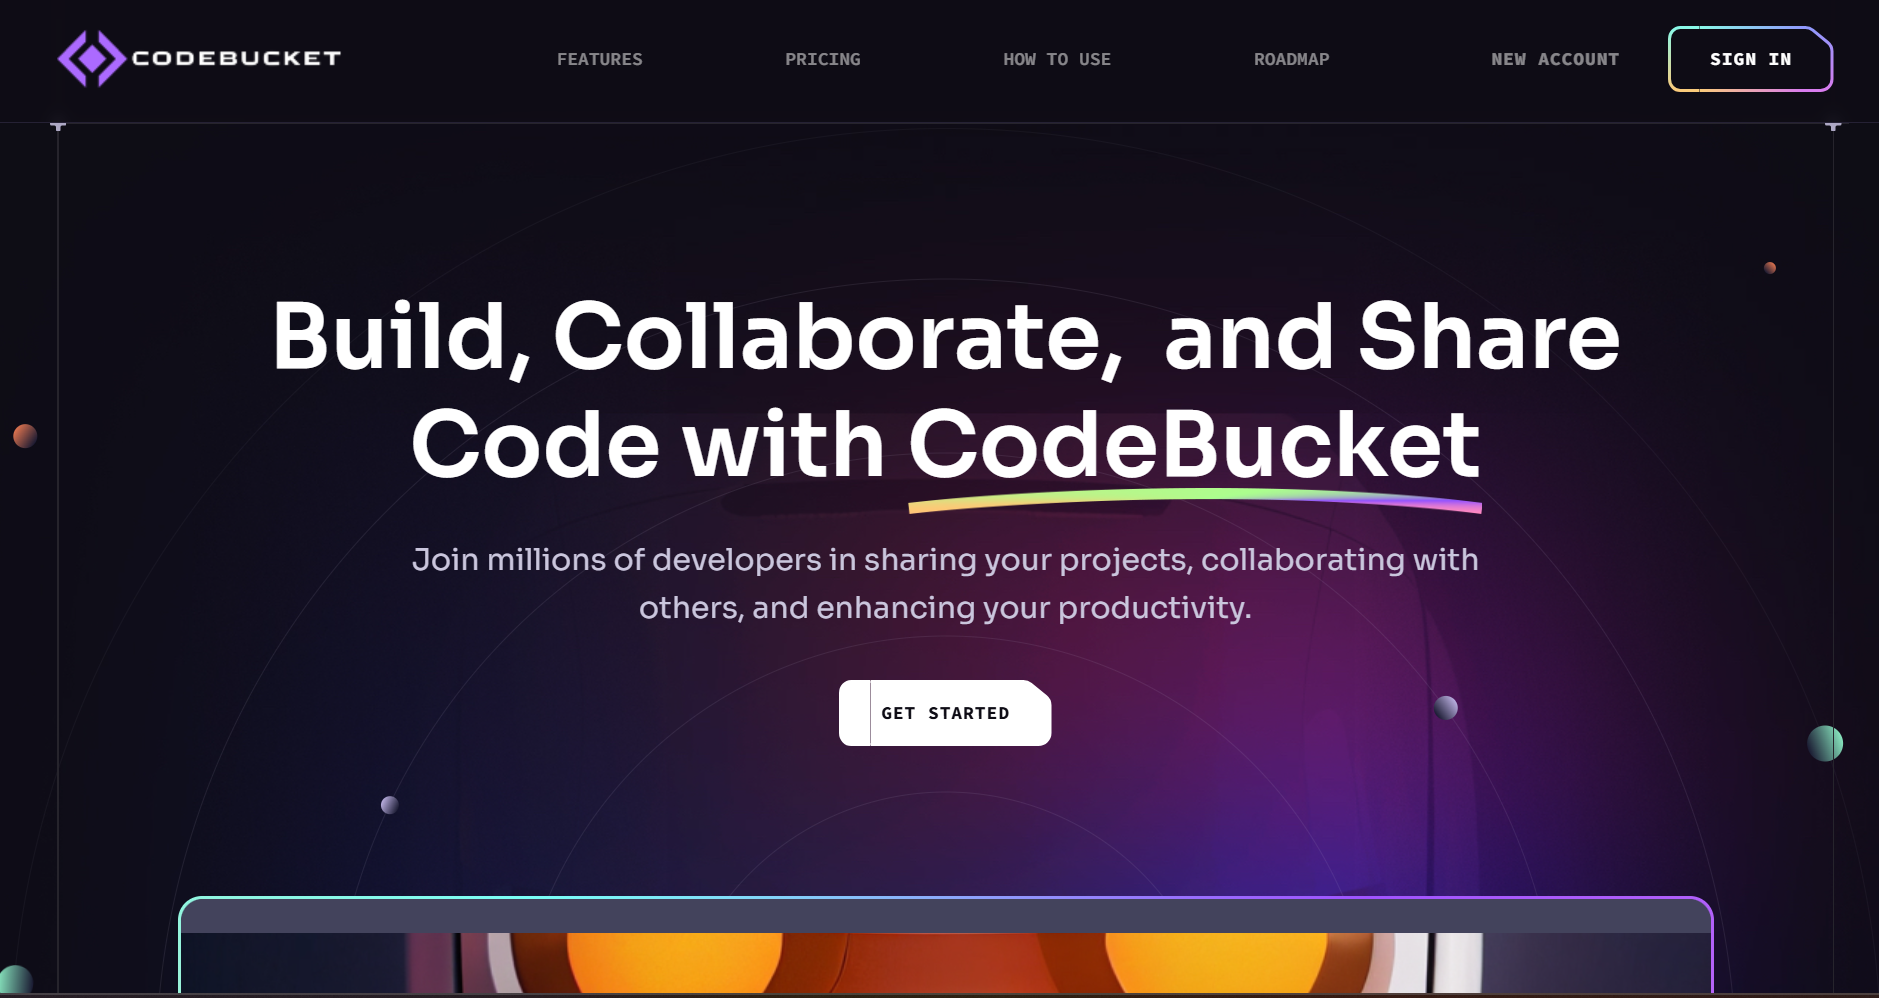 CODEBUCKET
FEATURES
PRICING
HOW TO USE
ROADMAP
NEW ACCOUNT
SIGN IN
Build, Collaborate, and Share
Code with CodeBucket
Join millions of developers in sharing your projects, collaborating with
others, and enhancing your productivity.
GET STARTED